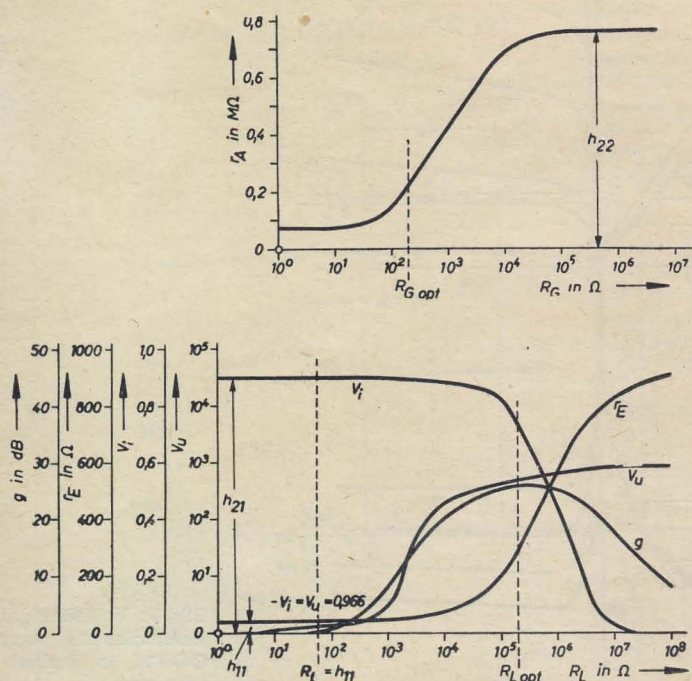 0,8
0,6
0,4
0,2
0
r_A in MΩ
h_22
10^0 10^1 10^2 10^3 10^4 10^5 10^6 10^7
R_G opt
R_G in Ω
50 1000 1,0 10^5
40 800 0,8 10^4
30 600 0,6 10^3
20 400 0,4 10^2
10 200 0,2 10^1
0 0 0 0
g in dB
r_E in Ω
V_i
V_u
V_i
r_E
V_u
g
h_21
-V_i = V_u = 0,966
h_11
10^0 10^1 10^2 10^3 10^4 10^5 10^6 10^7 10^8
R_L = h_11
R_L opt
R_L in Ω